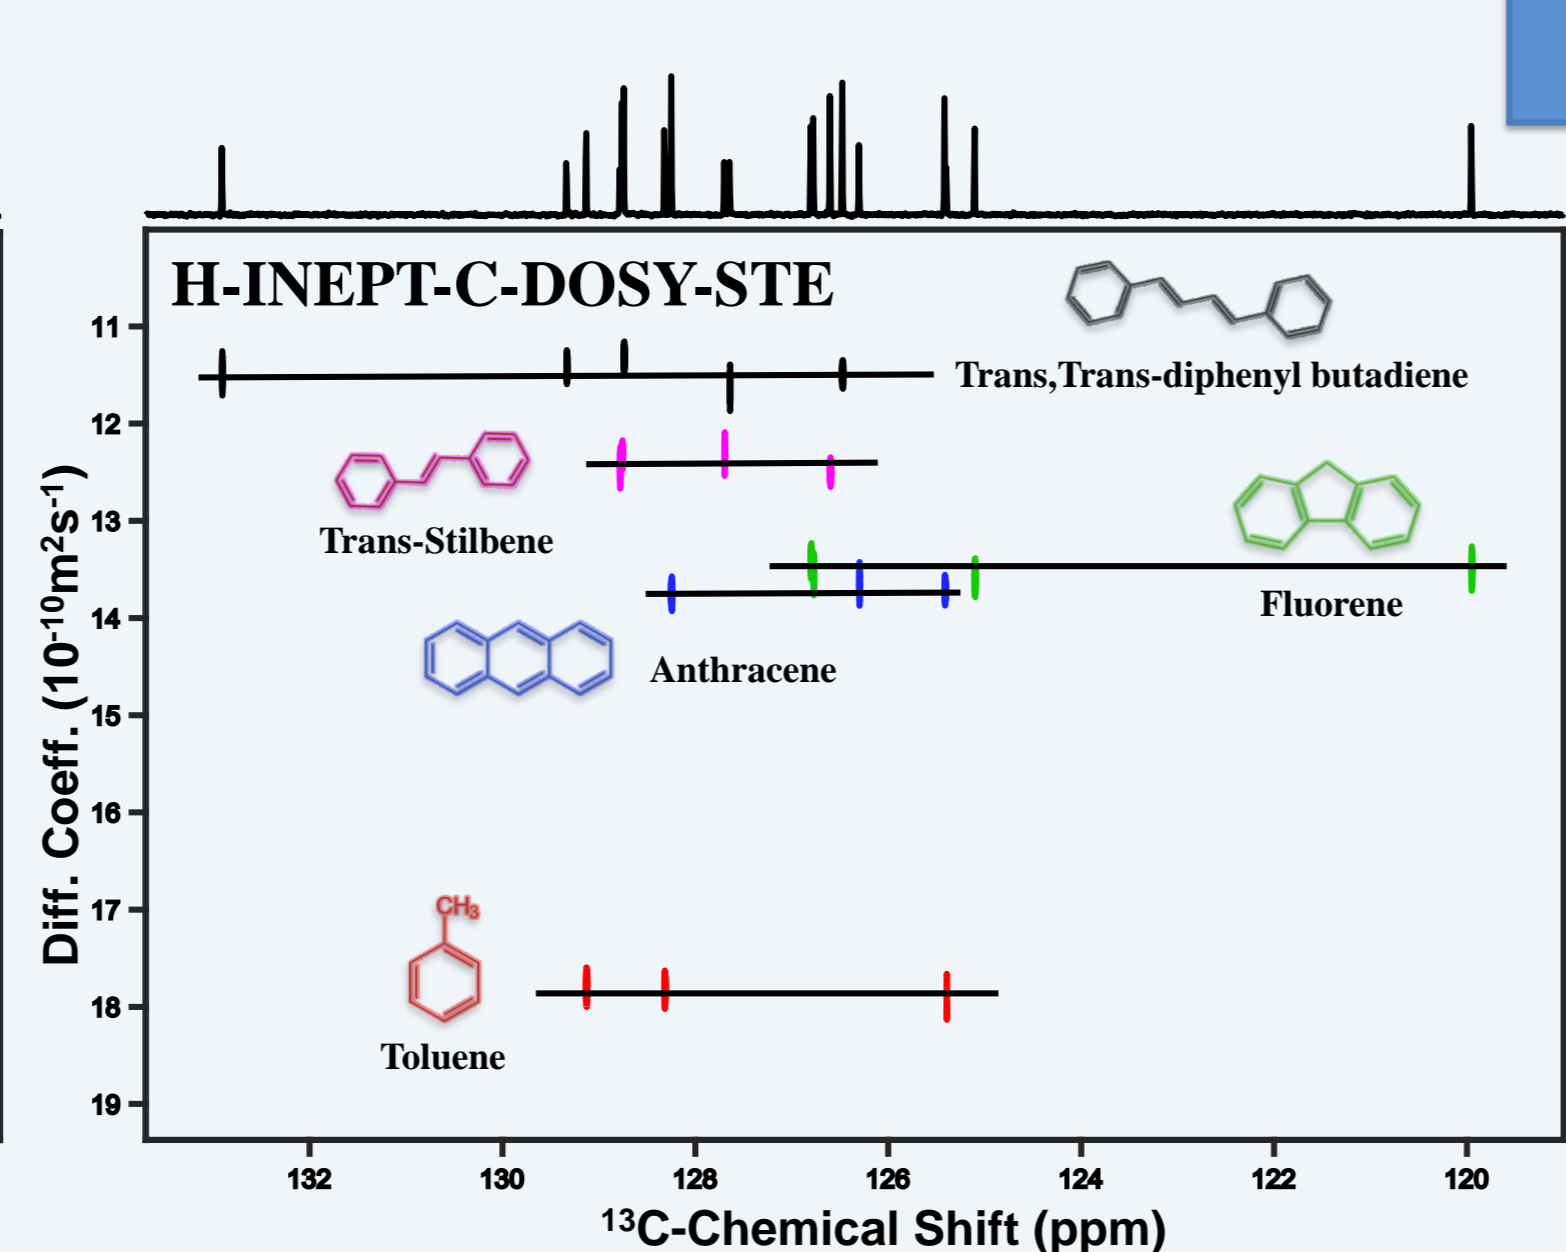 H-INEPT-C-DOSY-STE
Trans,Trans-diphenyl butadiene
Trans-Stilbene
Fluorene
Anthracene
CH₃
Toluene
Diff. Coeff. (10⁻¹⁰m²s⁻¹)
11
12
13
14
15
16
17
18
19
132 130 128 126 124 122 120
¹³C-Chemical Shift (ppm)